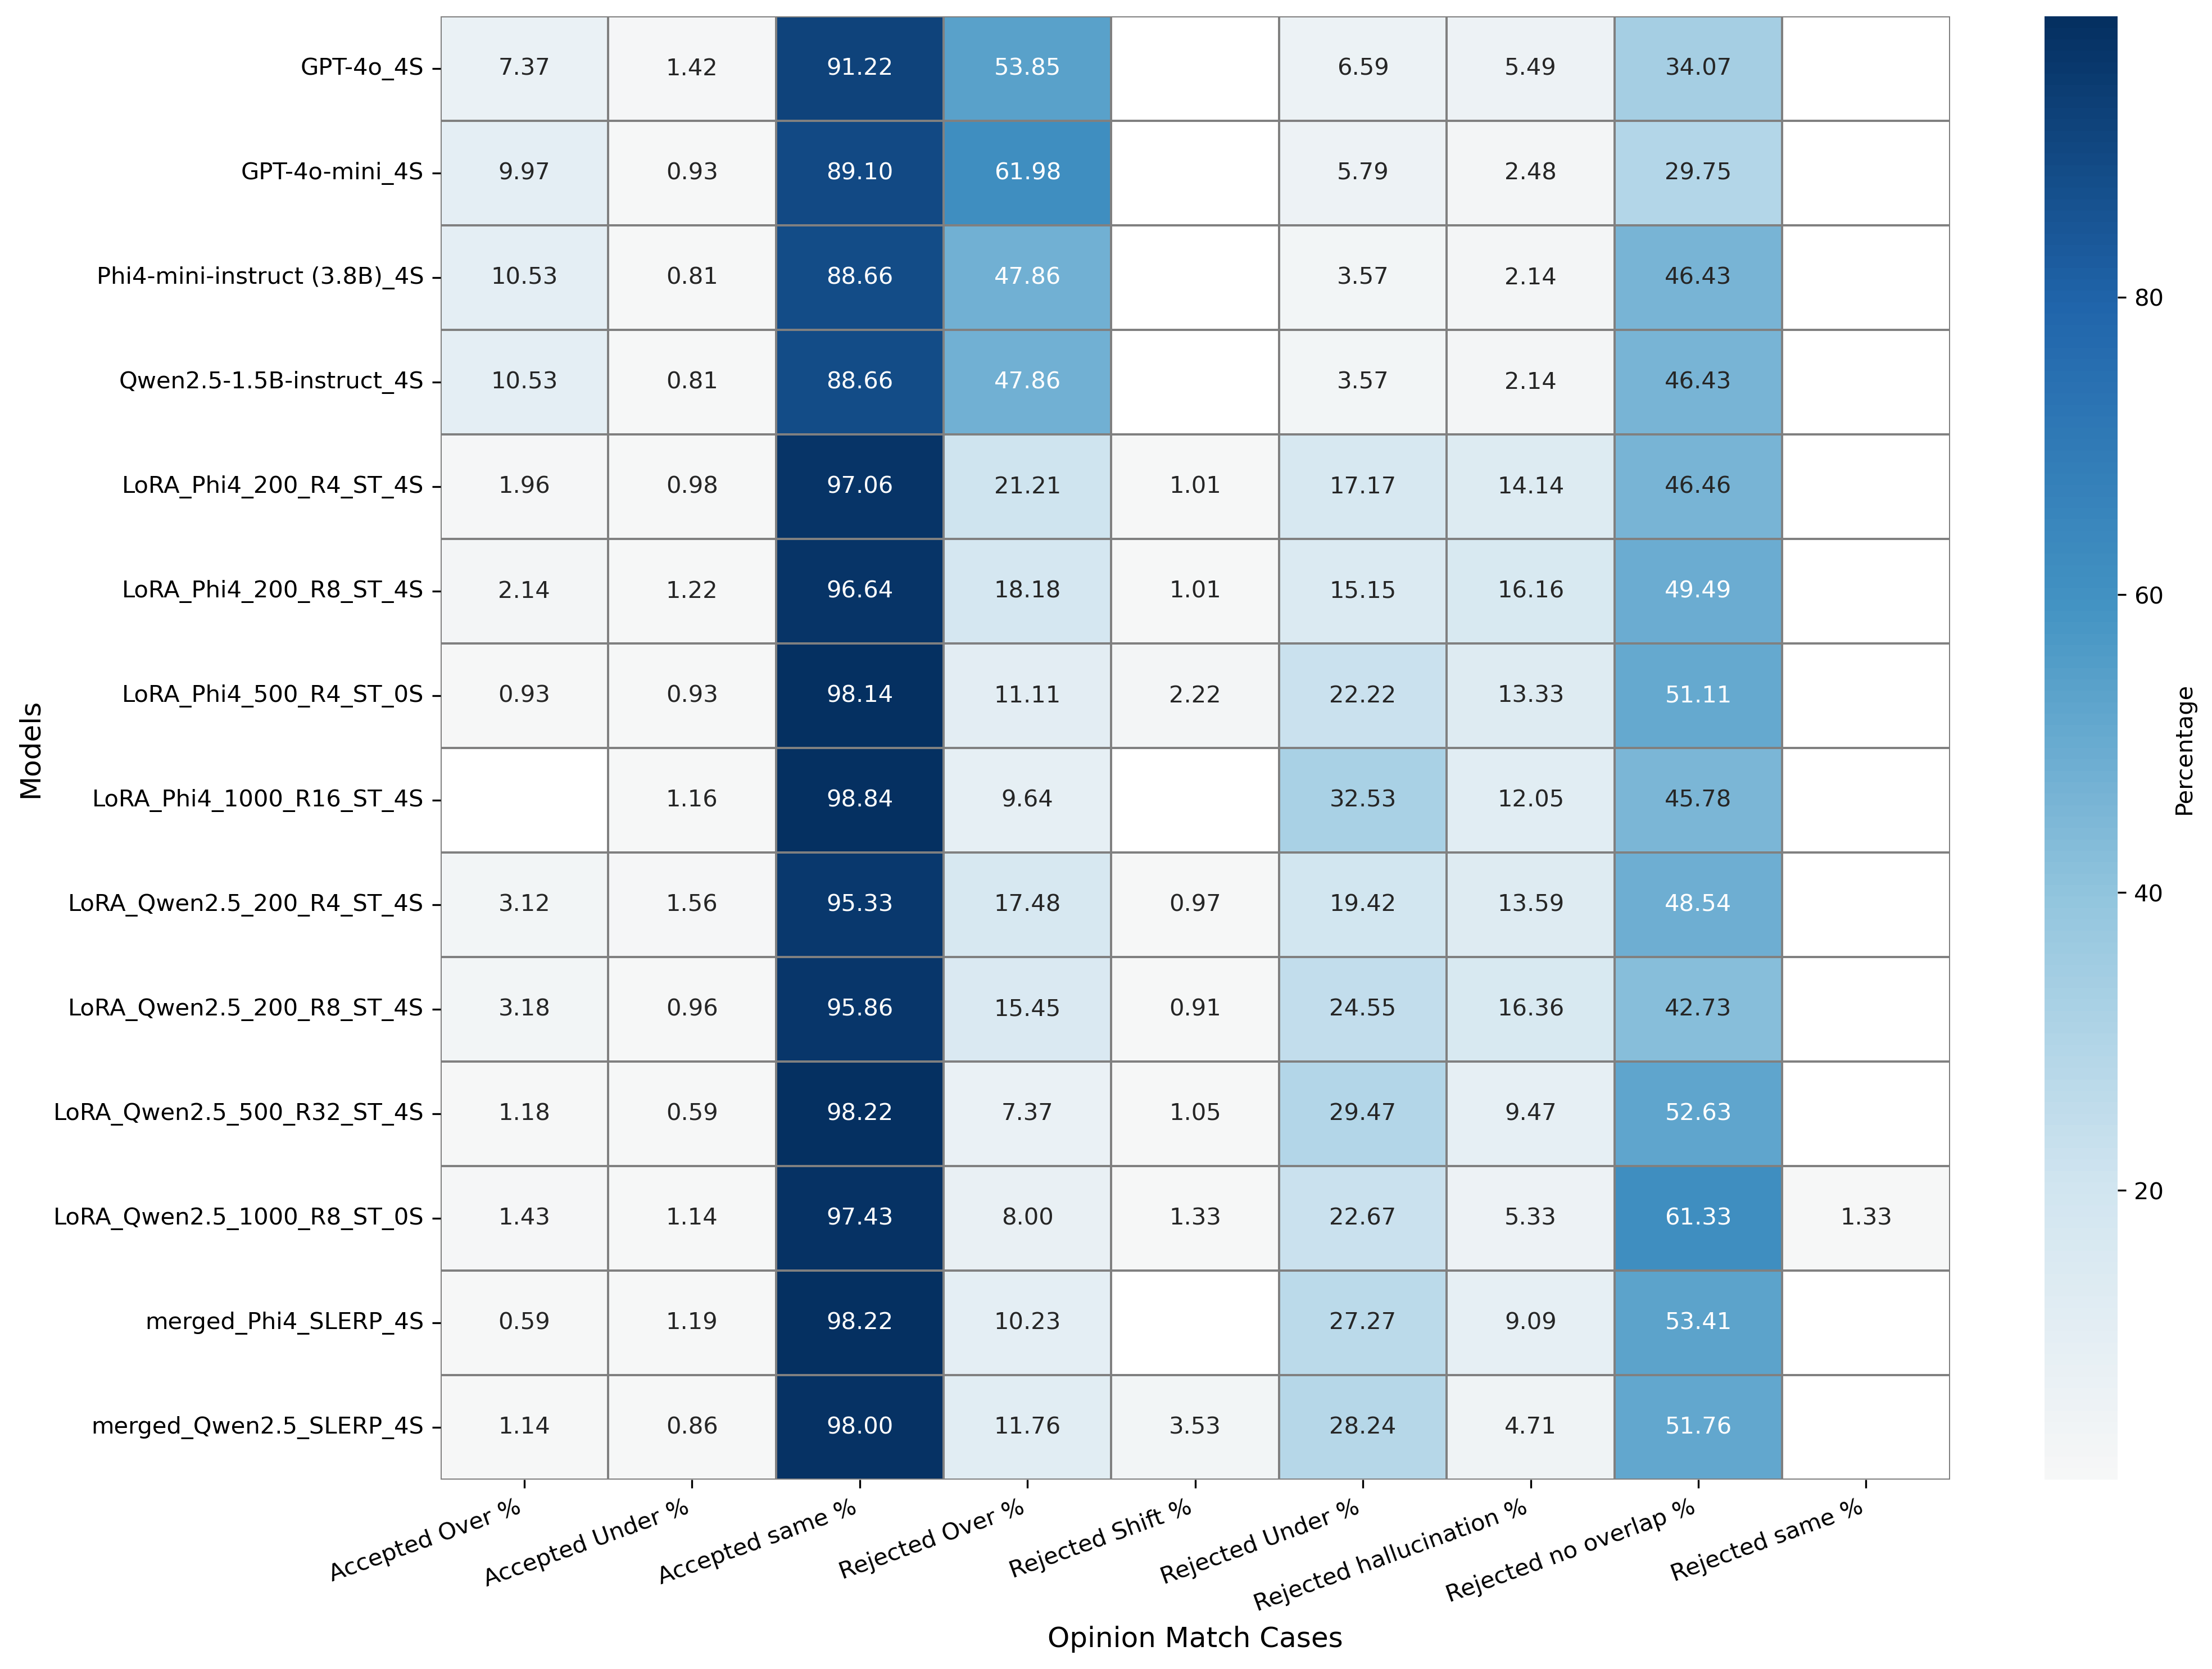 GPT-4o_4S 7.37 1.42 91.22 53.85 6.59 5.49 34.07
GPT-4o-mini_4S 9.97 0.93 89.10 61.98 5.79 2.48 29.75
Phi4-mini-instruct (3.8B)_4S 10.53 0.81 88.66 47.86 3.57 2.14 46.43
Qwen2.5-1.5B-instruct_4S 10.53 0.81 88.66 47.86 3.57 2.14 46.43
LoRA_Phi4_200_R4_ST_4S 1.96 0.98 97.06 21.21 1.01 17.17 14.14 46.46
LoRA_Phi4_200_R8_ST_4S 2.14 1.22 96.64 18.18 1.01 15.15 16.16 49.49
LoRA_Phi4_500_R4_ST_0S 0.93 0.93 98.14 11.11 2.22 22.22 13.33 51.11
LoRA_Phi4_1000_R16_ST_4S 1.16 98.84 9.64 32.53 12.05 45.78
LoRA_Qwen2.5_200_R4_ST_4S 3.12 1.56 95.33 17.48 0.97 19.42 13.59 48.54
LoRA_Qwen2.5_200_R8_ST_4S 3.18 0.96 95.86 15.45 0.91 24.55 16.36 42.73
LoRA_Qwen2.5_500_R32_ST_4S 1.18 0.59 98.22 7.37 1.05 29.47 9.47 52.63
LoRA_Qwen2.5_1000_R8_ST_0S 1.43 1.14 97.43 8.00 1.33 22.67 5.33 61.33 1.33
merged_Phi4_SLERP_4S 0.59 1.19 98.22 10.23 27.27 9.09 53.41
merged_Qwen2.5_SLERP_4S 1.14 0.86 98.00 11.76 3.53 28.24 4.71 51.76
Models
Accepted Over %
Accepted Under %
Accepted same %
Rejected Over %
Rejected Shift %
Rejected Under %
Rejected hallucination %
Rejected no overlap %
Rejected same %
Opinion Match Cases
80
60
40
20
Percentage